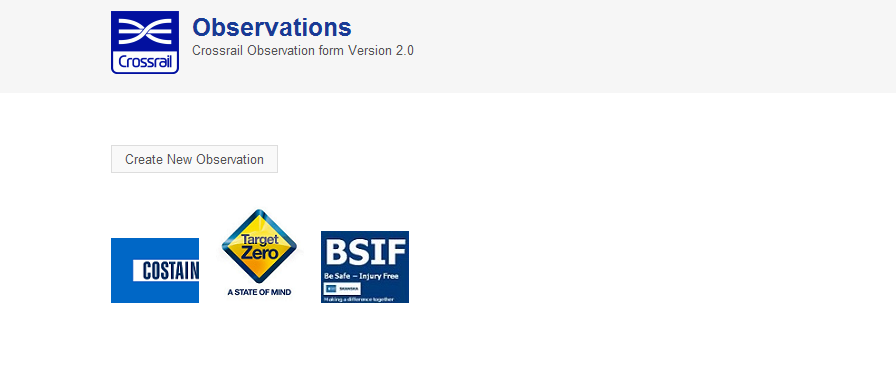 Observations
Crossrail Observation form Version 2.0
Crossrail
Create New Observation
COSTAIN
Target
Zero
A STATE OF MIND
BSIF
Be Safe – Injury Free
Making a difference together